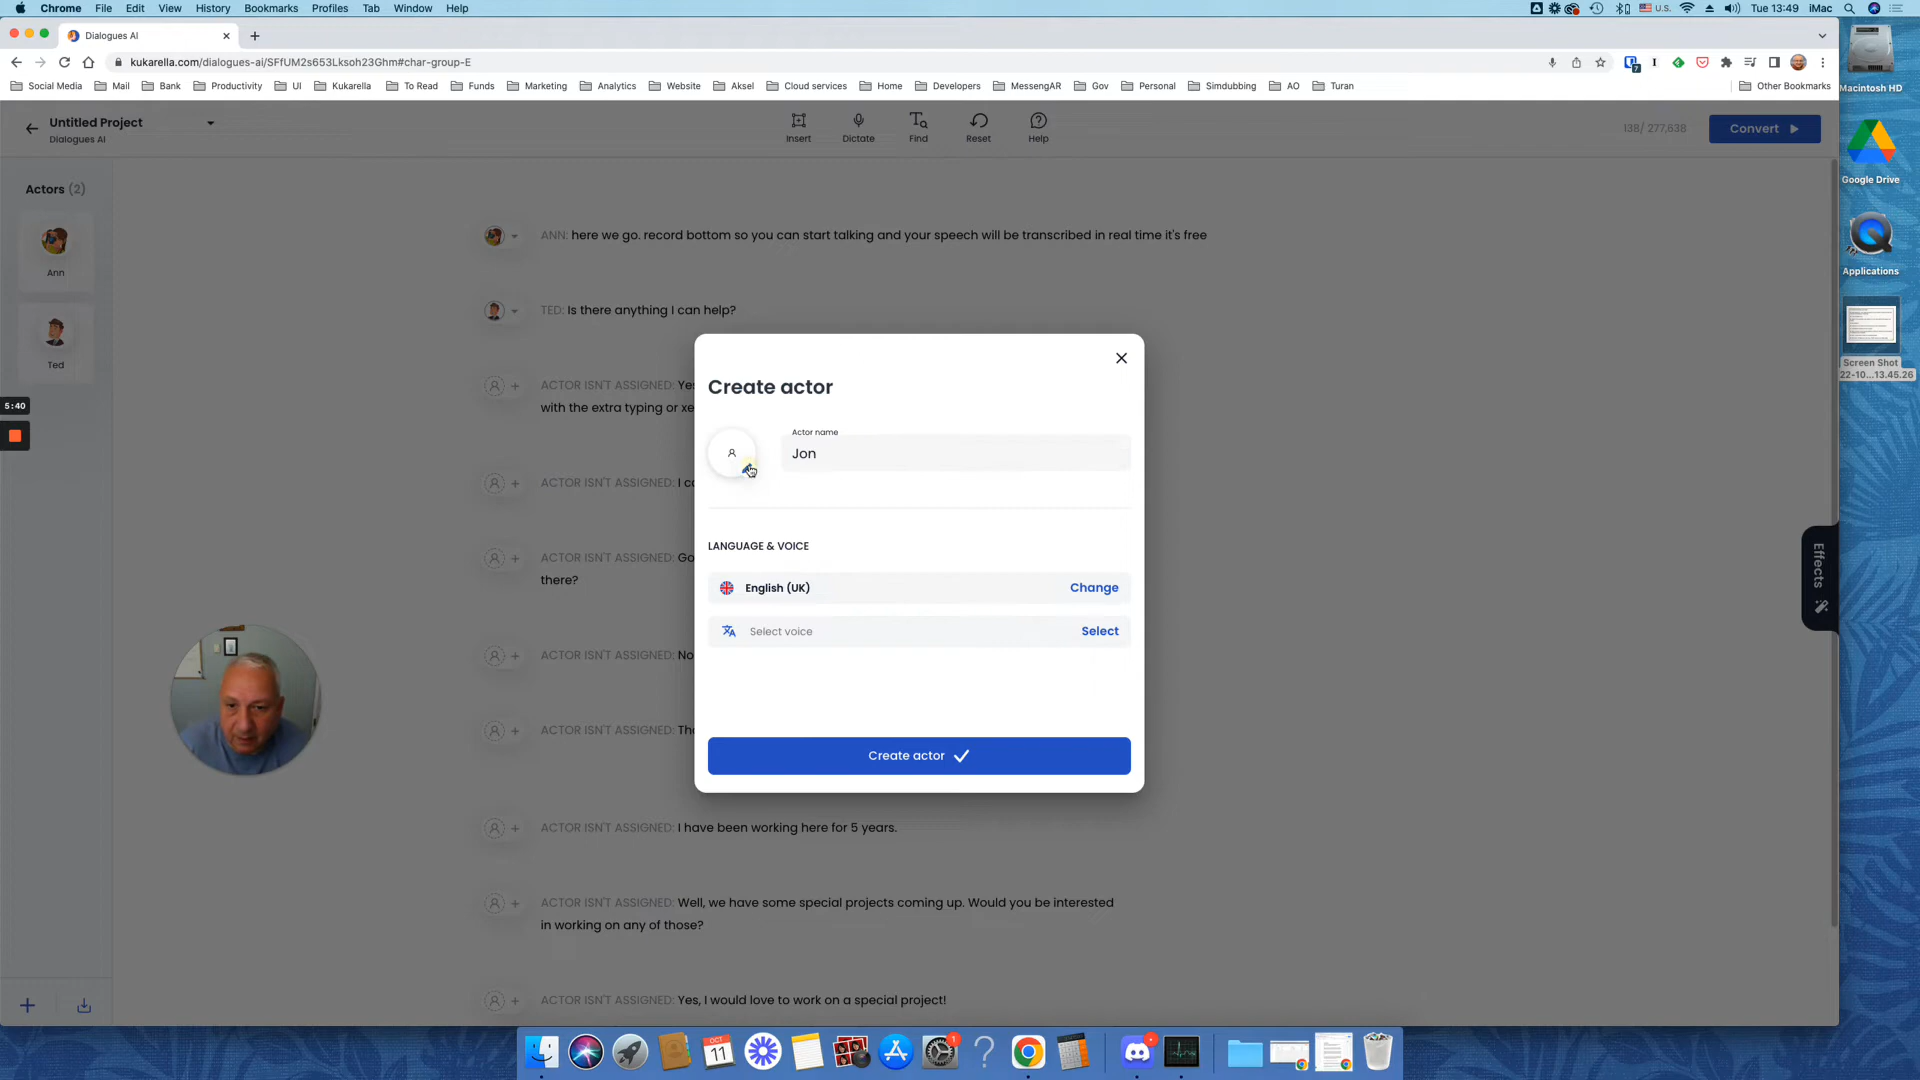 Chrome File Edit View History Bookmarks Profiles Tab Window Help
U.S. Tue 13:49 iMac
Dialogues AI
kukarella.com/dialogues-ai/SFfUM2s653Lksoh23Ghm#char-group-E
7
Social Media Mail Bank Productivity UI Kukarella To Read Funds Marketing Analytics Website Aksel Cloud services Home Developers MessengAR Gov Personal Simdubbing AO Turan Other Bookmarks
Macintosh HD
Untitled Project
Dialogues AI
Insert Dictate Find Reset Help
138/ 277,638
Convert
Google Drive
Actors (2)
Ann
Ted
ANN: here we go. record bottom so you can start talking and your speech will be transcribed in real time it's free
Applications
TED: Is there anything I can help?
Screen Shot
22-10...13.45.26
5:40
ACTOR ISN'T ASSIGNED: Yes
with the extra typing or xe
ACTOR ISN'T ASSIGNED: I co
ACTOR ISN'T ASSIGNED: Go
there?
ACTOR ISN'T ASSIGNED: No
ACTOR ISN'T ASSIGNED: Tha
ACTOR ISN'T ASSIGNED: I have been working here for 5 years.
ACTOR ISN'T ASSIGNED: Well, we have some special projects coming up. Would you be interested
in working on any of those?
ACTOR ISN'T ASSIGNED: Yes, I would love to work on a special project!
Create actor
Actor name
Jon
LANGUAGE & VOICE
English (UK) Change
Select voice Select
Create actor
Effects
OCT
11
1